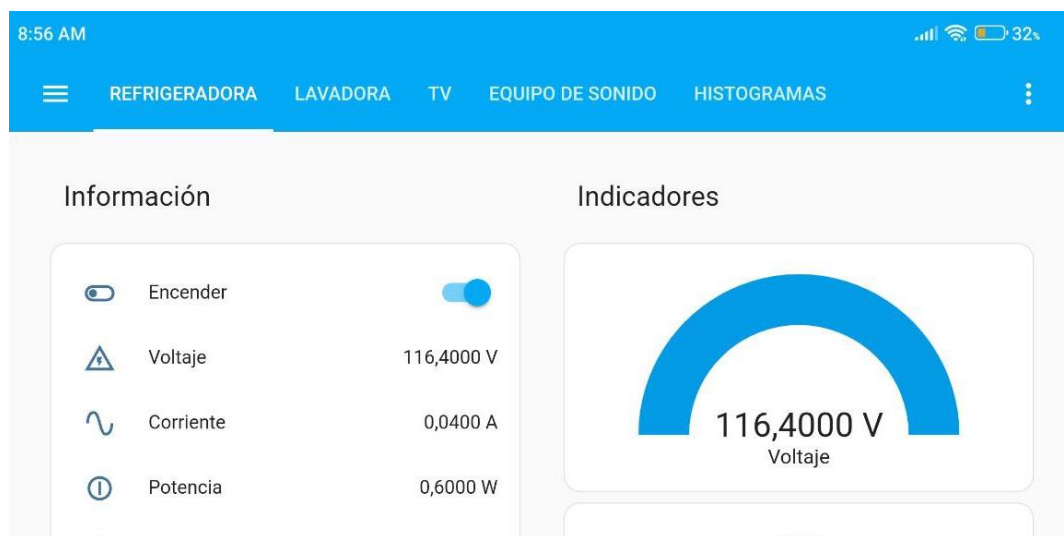 8:56 AM 32%
REFRIGERADORA LAVADORA TV EQUIPO DE SONIDO HISTOGRAMAS
Información
Encender
Voltaje 116,4000 V
Corriente 0,0400 A
Potencia 0,6000 W
Indicadores
116,4000 V
Voltaje